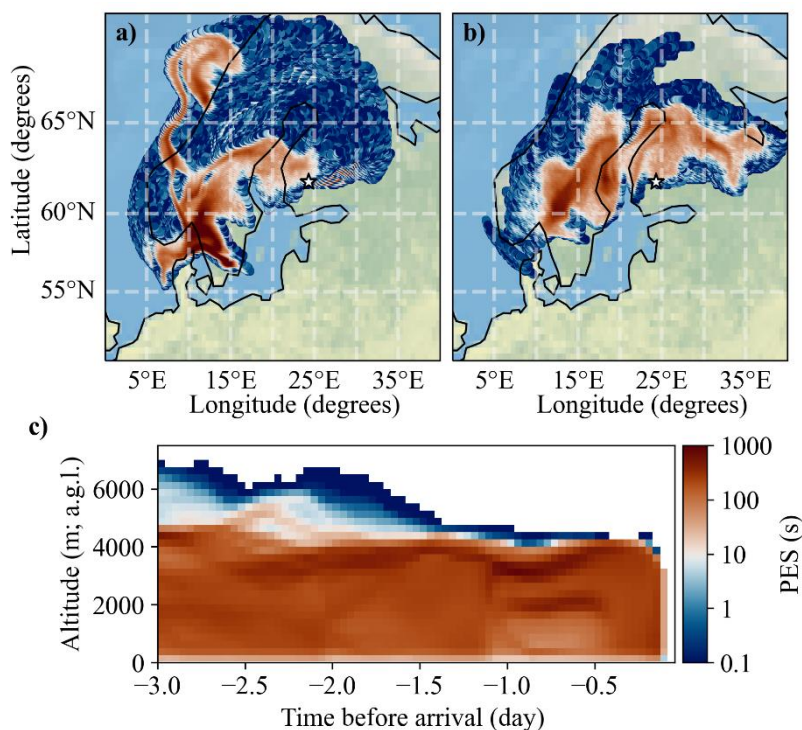 a)
b)
Latitude (degrees)
65°N
60°N
55°N
5°E 15°E 25°E 35°E
5°E 15°E 25°E 35°E
Longitude (degrees)
Longitude (degrees)
c)
Altitude (m; a.g.l.)
6000
4000
2000
0
−3.0 −2.5 −2.0 −1.5 −1.0 −0.5
Time before arrival (day)
1000
100
10
1
0.1
PES (s)